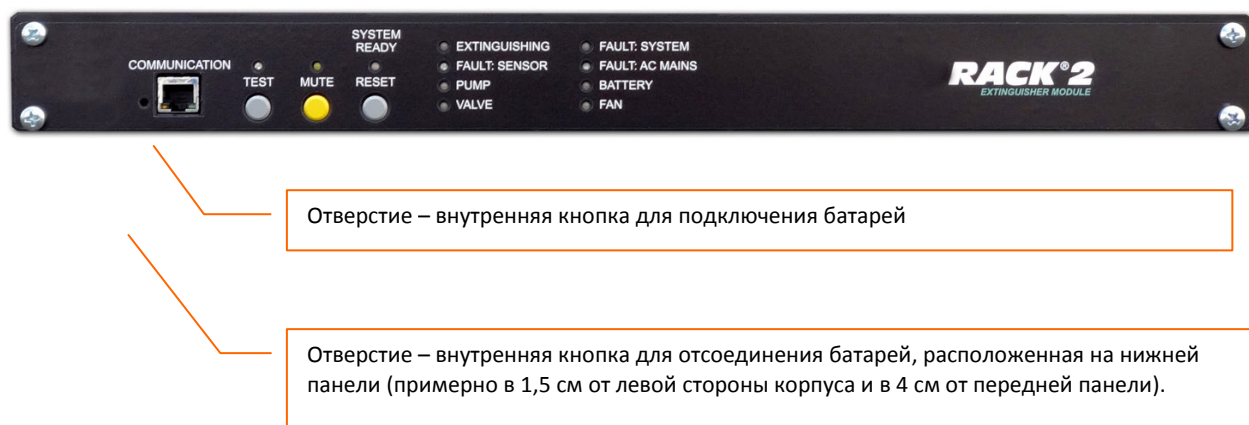 SYSTEM
READY
COMMUNICATION
TEST
MUTE
RESET
EXTINGUISHING
FAULT: SENSOR
PUMP
VALVE
FAULT: SYSTEM
FAULT: AC MAINS
BATTERY
FAN
RACK®2
EXTINGUISHER MODULE
Отверстие – внутренняя кнопка для подключения батарей
Отверстие – внутренняя кнопка для отсоединения батарей, расположенная на нижней
панели (примерно в 1,5 см от левой стороны корпуса и в 4 см от передней панели).